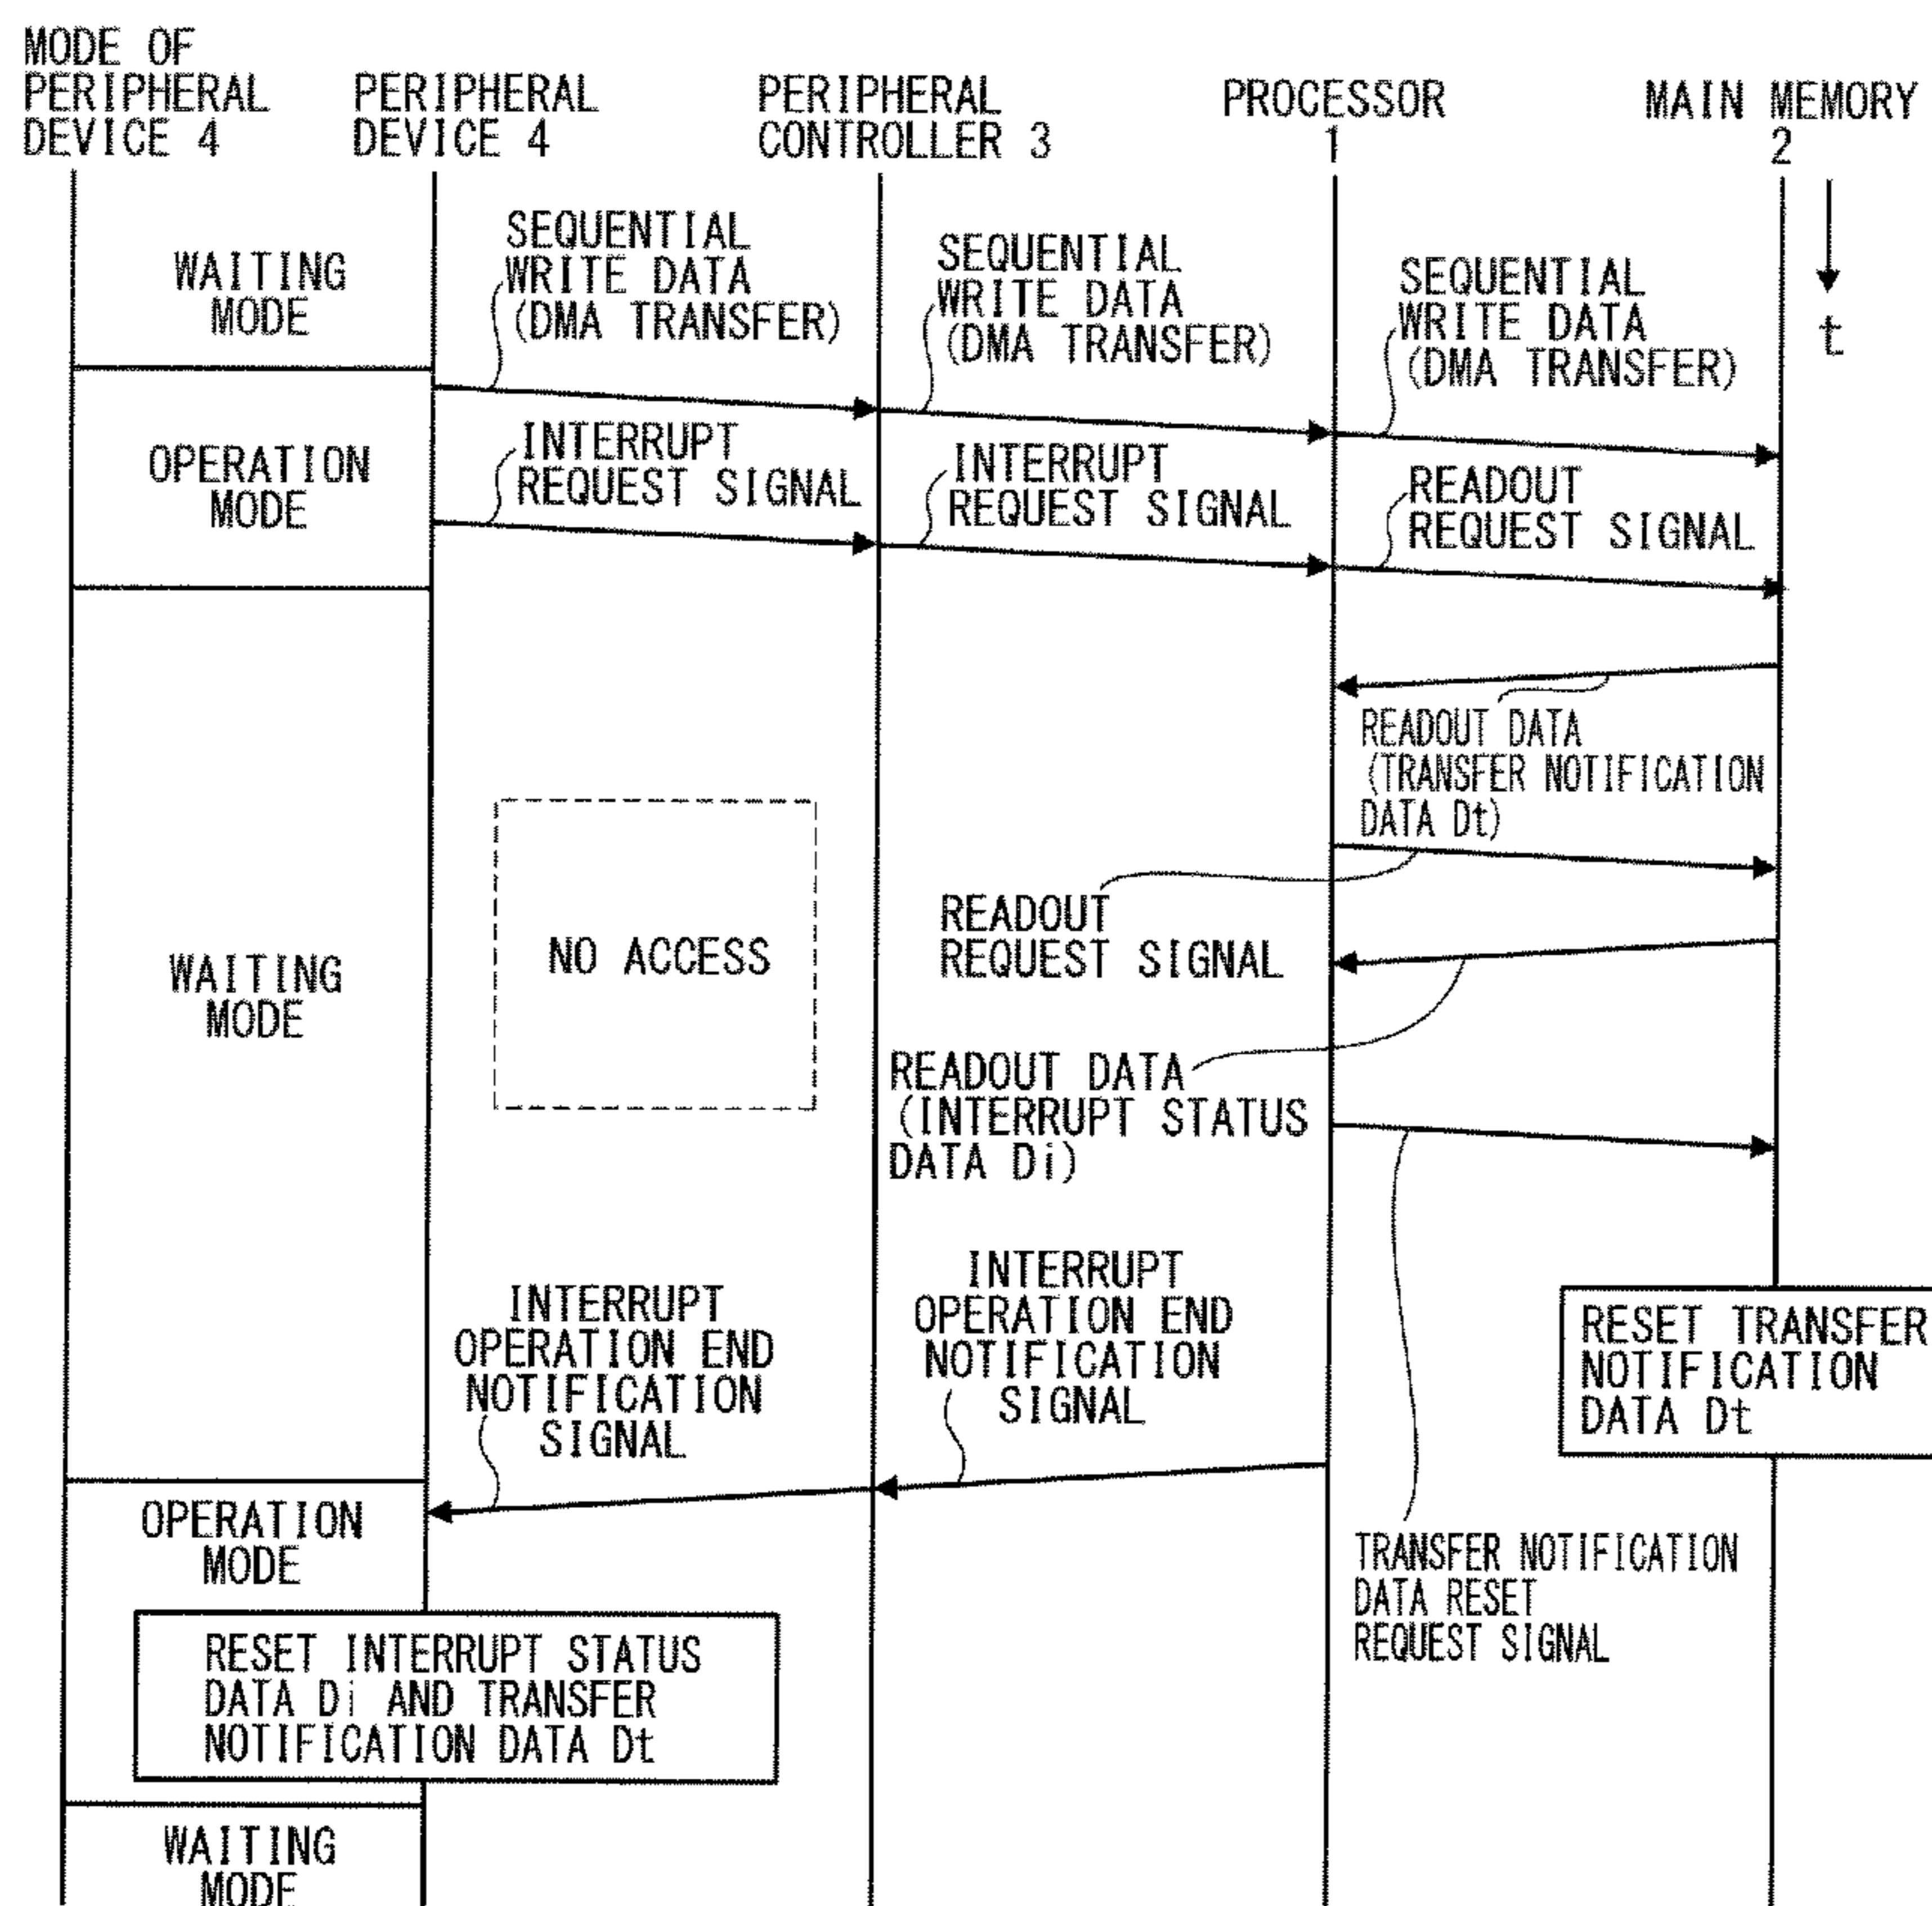 MODE OF
PERIPHERAL
DEVICE 4
PERIPHERAL
DEVICE 4
PERIPHERAL
CONTROLLER 3
PROCESSOR
1
MAIN MEMORY
2
t
WAITING
MODE
SEQUENTIAL
WRITE DATA
(DMA TRANSFER)
SEQUENTIAL
WRITE DATA
(DMA TRANSFER)
SEQUENTIAL
WRITE DATA
(DMA TRANSFER)
OPERATION
MODE
INTERRUPT
REQUEST SIGNAL
INTERRUPT
REQUEST SIGNAL
READOUT
REQUEST SIGNAL
READOUT DATA
(TRANSFER NOTIFICATION
DATA Dt)
NO ACCESS
READOUT
REQUEST SIGNAL
WAITING
MODE
READOUT DATA
(INTERRUPT STATUS
DATA Di)
INTERRUPT
OPERATION END
NOTIFICATION
SIGNAL
INTERRUPT
OPERATION END
NOTIFICATION
SIGNAL
RESET TRANSFER
NOTIFICATION
DATA Dt
OPERATION
MODE
TRANSFER NOTIFICATION
DATA RESET
REQUEST SIGNAL
RESET INTERRUPT STATUS
DATA Di AND TRANSFER
NOTIFICATION DATA Dt
WAITING
MODE